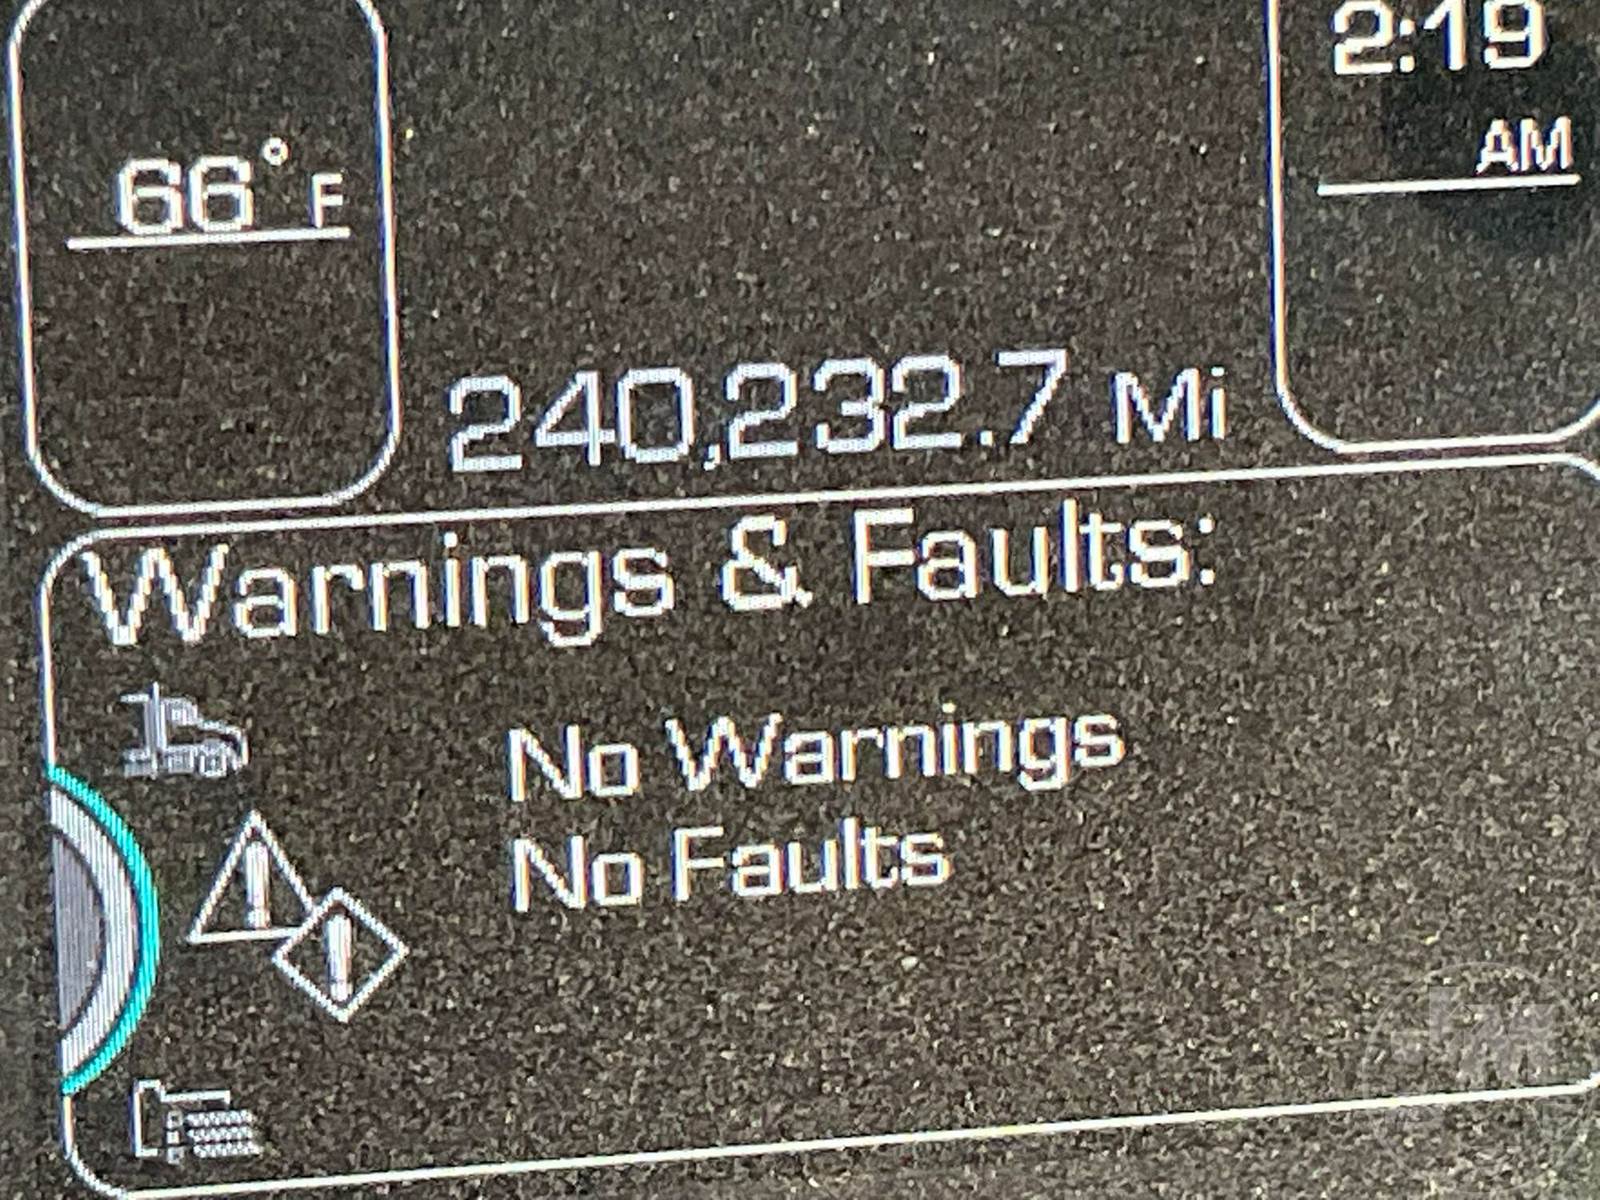 66° F
2:19
AM
240,232.7 Mi
Warnings & Faults:
No Warnings
No Faults